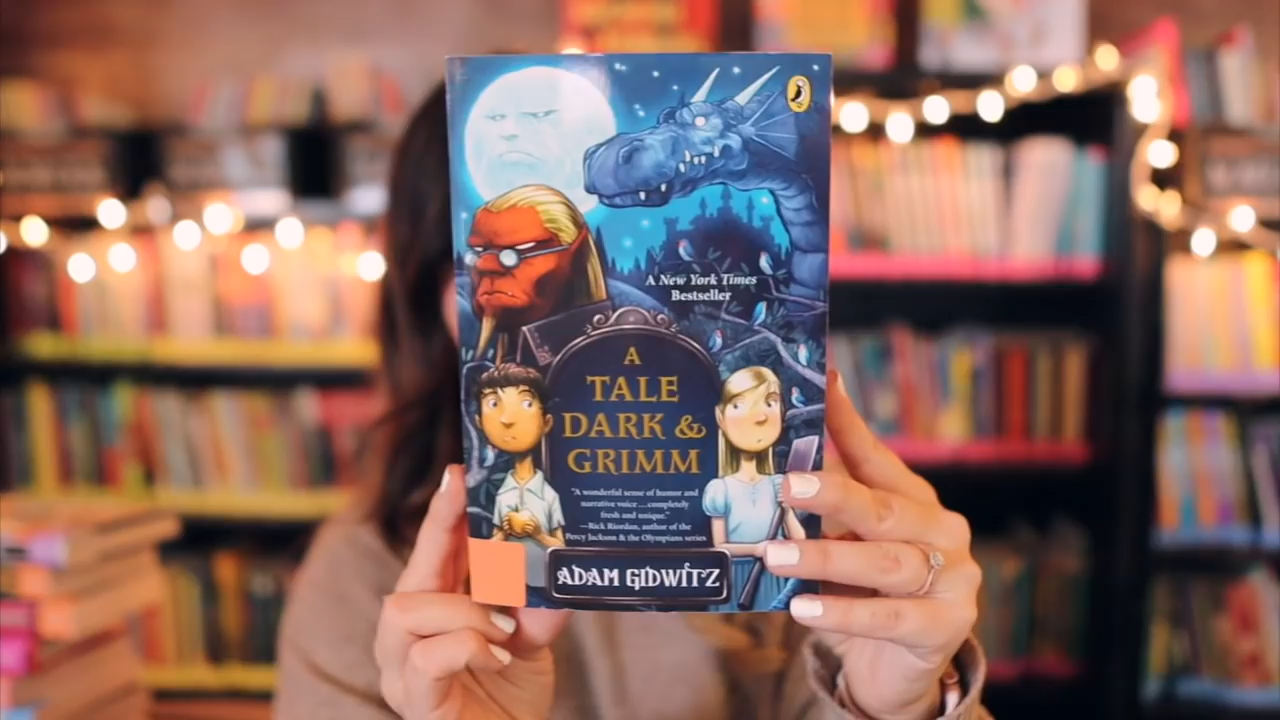 A New York Times
Bestseller
A
TALE
DARK &
GRIMM
"A wonderful sense of humor and
narrative voice...completely
fresh and unique."
—Rick Riordan, author of the
Percy Jackson & the Olympians series
ADAM GIDWITZ